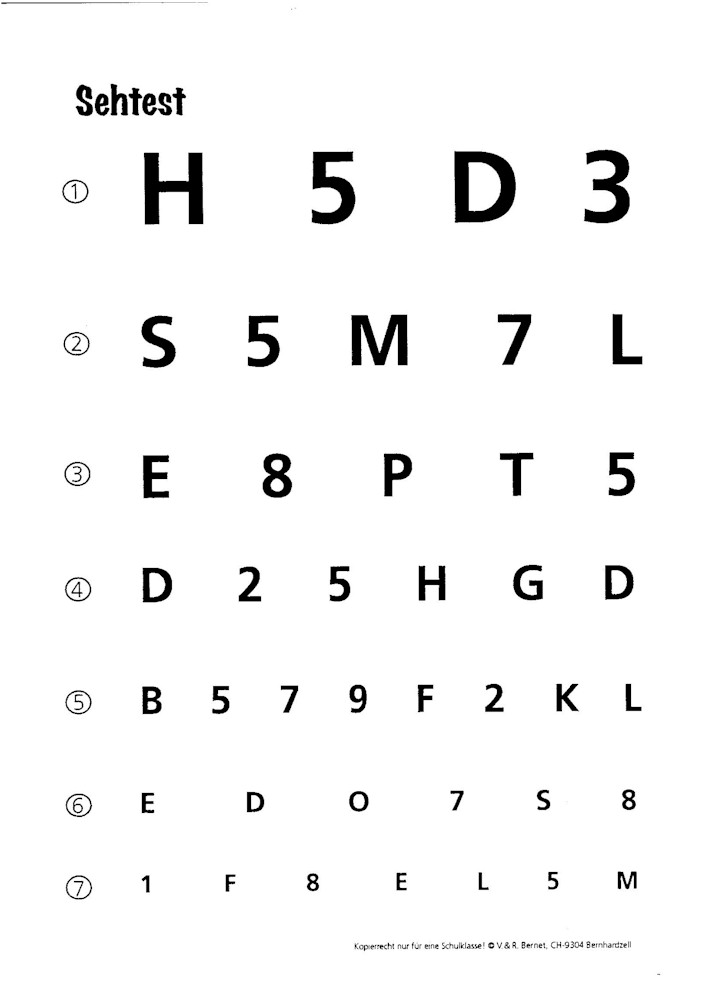 Sehtest
① H 5 D 3
② S 5 M 7 L
③ E 8 P T 5
④ D 2 5 H G D
⑤ B 5 7 9 F 2 K L
⑥ E D O 7 S 8
⑦ 1 F 8 E L 5 M
Kopierrecht nur für eine Schulklasse! © V & R. Bernet, CH-9304 Bernhardzell